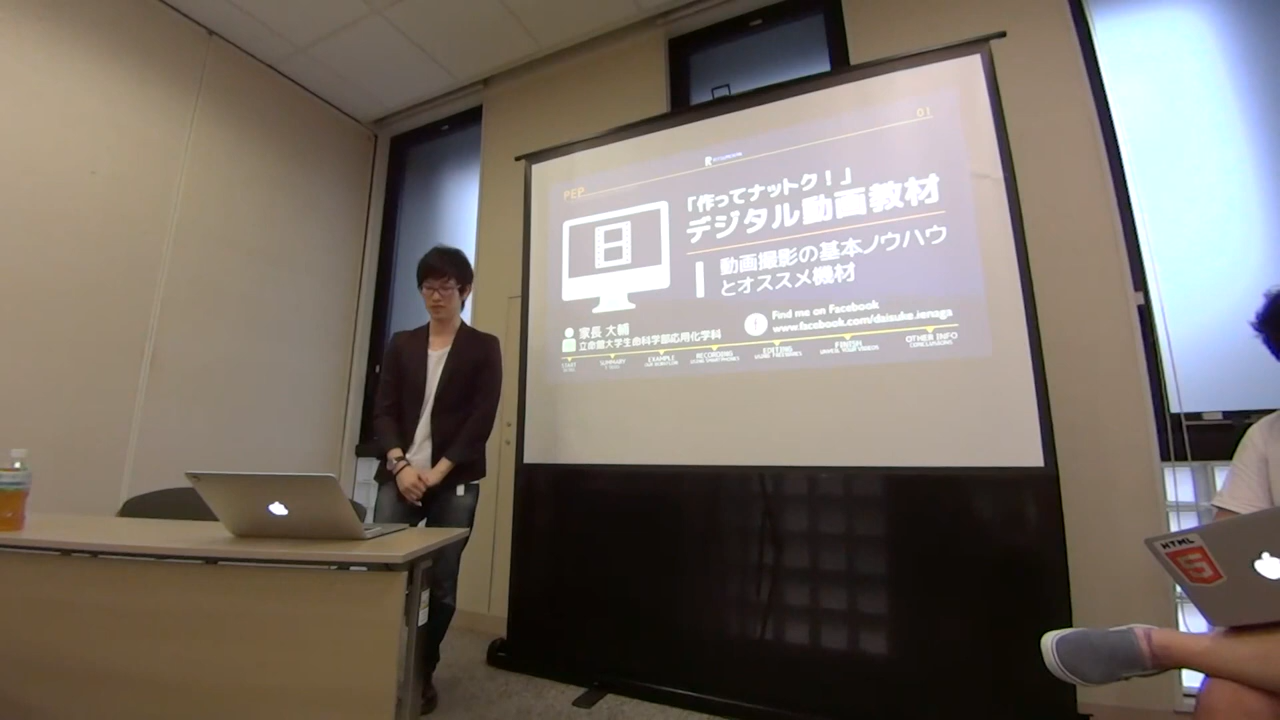 01
PEP
「作ってナットク！」
デジタル動画教材
動画撮影の基本ノウハウ
とオススメ機材
家長 大輔
立命館大学生命科学部応用化学科
Find me on Facebook
www.facebook.com/daisuke.ienaga
START
SUMMARY
EXAMPLE
RECORDING
USING SMARTPHONES
EDITING
FINISH
OTHER INFO
HTML
5